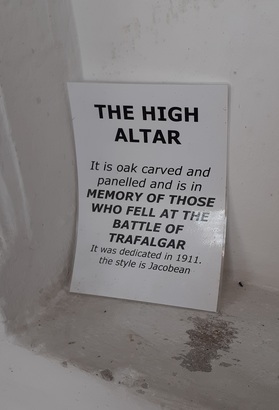 THE HIGH
ALTAR
It is oak carved and
panelled and is in
MEMORY OF THOSE
WHO FELL AT THE
BATTLE OF
TRAFALGAR
It was dedicated in 1911.
the style is Jacobean